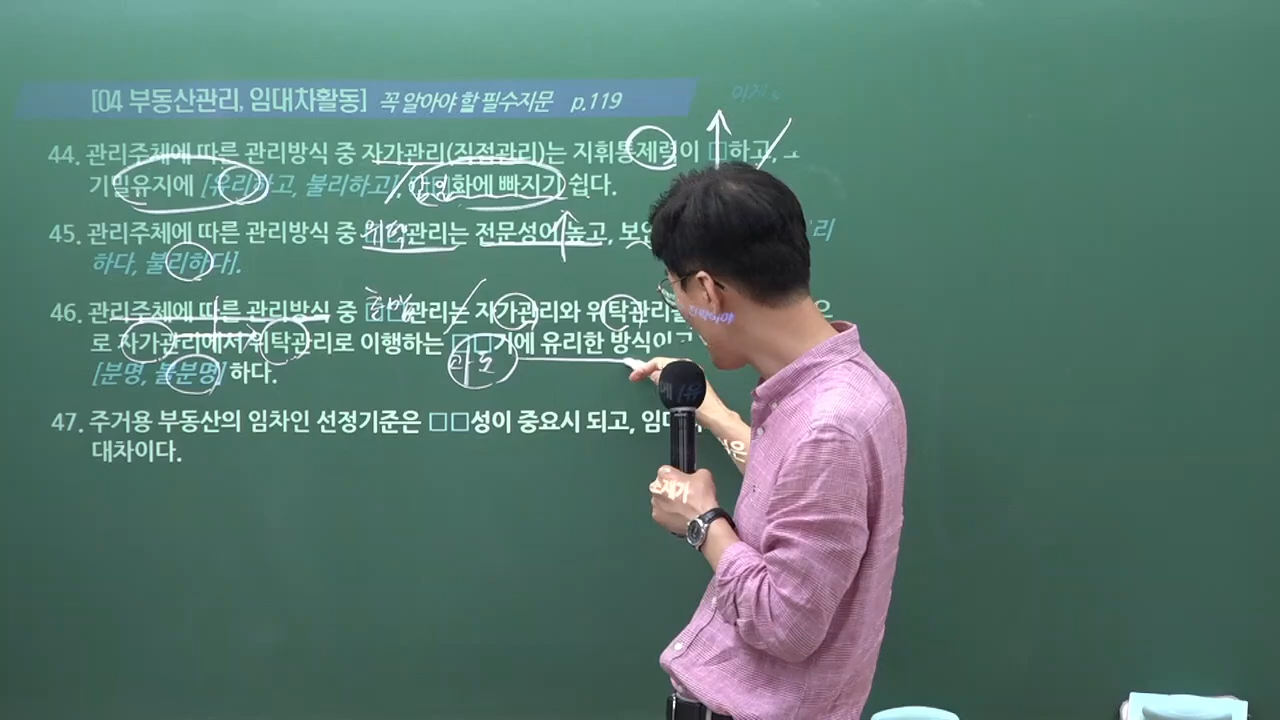 [04 부동산관리, 임대차활동] 꼭 알아야 할 필수지문 p.119
44. 관리주체에 따른 관리방식 중 자가관리(직접관리)는 지휘통제력이 □하고,
기밀유지에 [유리하고, 불리하고], 화에 빠지기 쉽다.
45. 관리주체에 따른 관리방식 중 위탁관리는 전문성이 높고, 보안
하다, 불리하다].
46. 관리주체에 따른 관리방식 중 혼합관리는 자가관리와 위탁관리를 으
로 자가관리에서 위탁관리로 이행하는 과도기에 유리한 방식이고
[분명, 불분명] 하다.
47. 주거용 부동산의 임차인 선정기준은 □□성이 중요시 되고, 임대 은
대차이다.